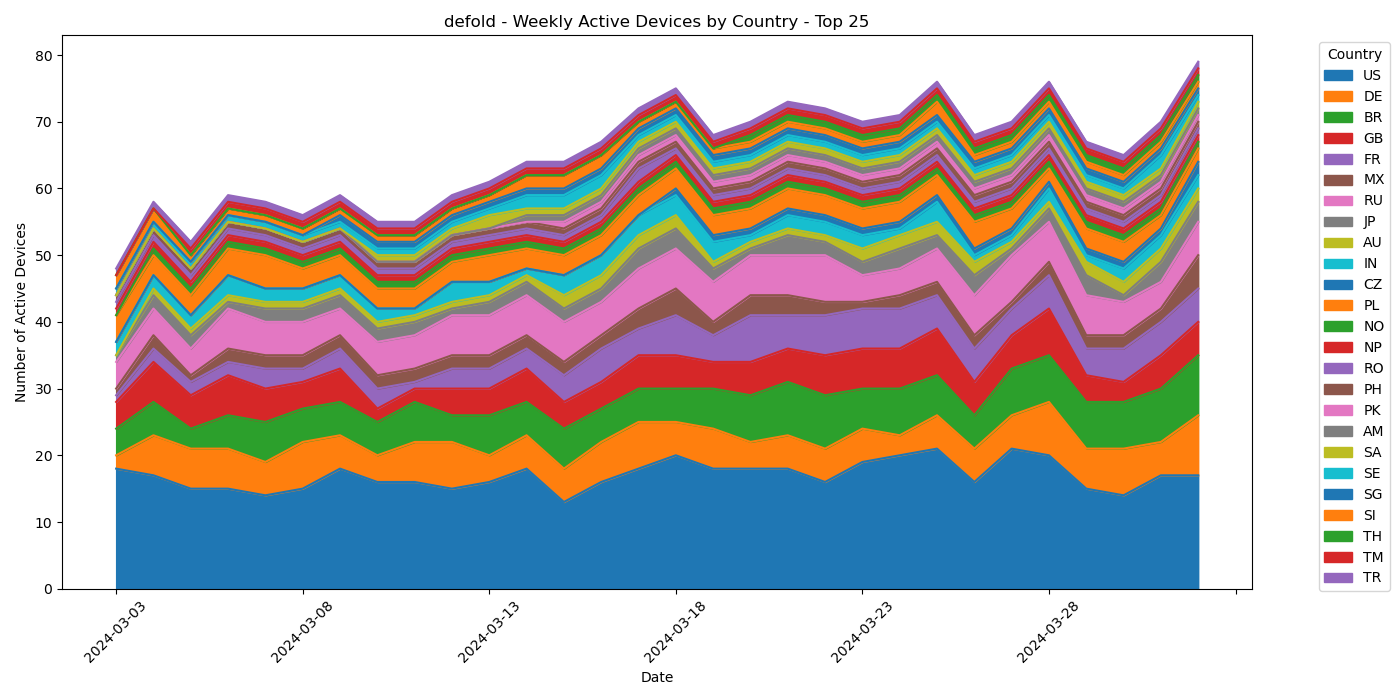 defold - Weekly Active Devices by Country - Top 25
Number of Active Devices
80
70
60
50
40
30
20
10
0
2024-03-03
2024-03-08
2024-03-13
2024-03-18
2024-03-23
2024-03-28
Date
Country
US
DE
BR
GB
FR
MX
RU
JP
AU
IN
CZ
PL
NO
NP
RO
PH
PK
AM
SA
SE
SG
SI
TH
TM
TR